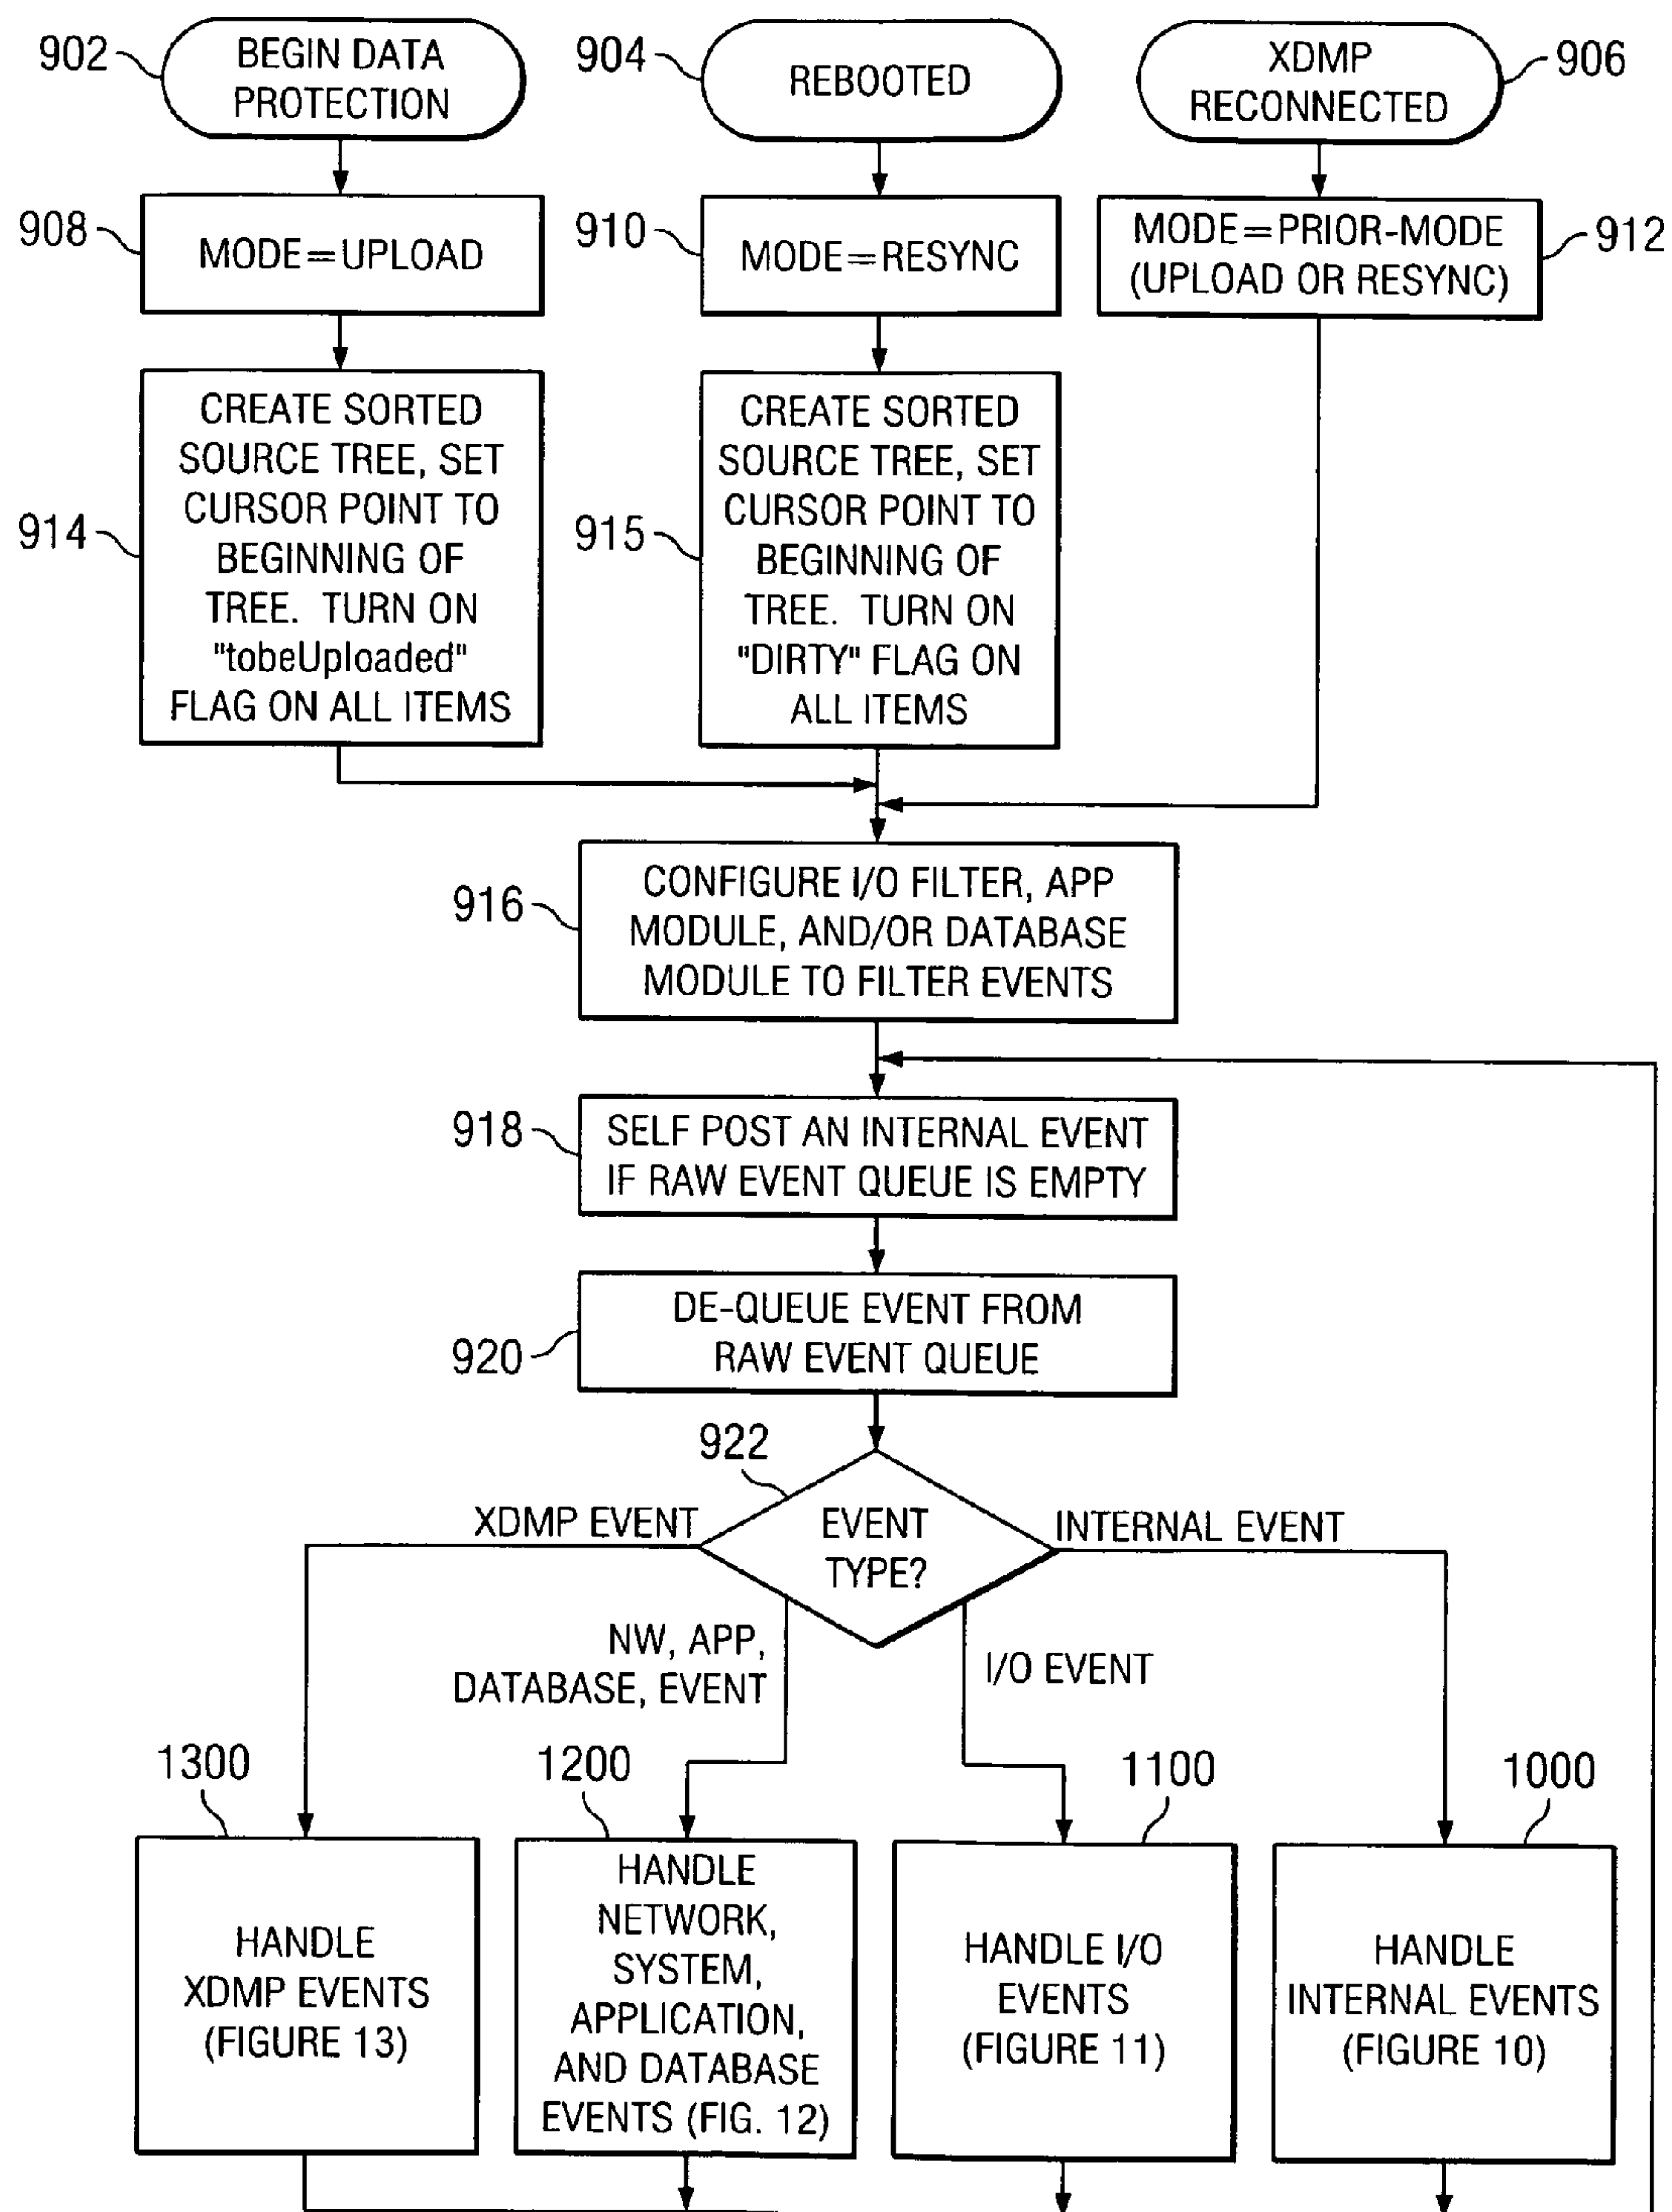 902
BEGIN DATA
PROTECTION
904
REBOOTED
XDMP
RECONNECTED
906
908
MODE=UPLOAD
910
MODE=RESYNC
MODE=PRIOR-MODE
(UPLOAD OR RESYNC)
912
914
CREATE SORTED
SOURCE TREE, SET
CURSOR POINT TO
BEGINNING OF
TREE. TURN ON
"tobeUploaded"
FLAG ON ALL ITEMS
915
CREATE SORTED
SOURCE TREE, SET
CURSOR POINT TO
BEGINNING OF
TREE. TURN ON
"DIRTY" FLAG ON
ALL ITEMS
916
CONFIGURE I/O FILTER, APP
MODULE, AND/OR DATABASE
MODULE TO FILTER EVENTS
918
SELF POST AN INTERNAL EVENT
IF RAW EVENT QUEUE IS EMPTY
920
DE-QUEUE EVENT FROM
RAW EVENT QUEUE
922
EVENT
TYPE?
XDMP EVENT
INTERNAL EVENT
NW, APP,
DATABASE, EVENT
I/O EVENT
1300
HANDLE
XDMP EVENTS
(FIGURE 13)
1200
HANDLE
NETWORK,
SYSTEM,
APPLICATION,
AND DATABASE
EVENTS (FIG. 12)
1100
HANDLE I/O
EVENTS
(FIGURE 11)
1000
HANDLE
INTERNAL EVENTS
(FIGURE 10)